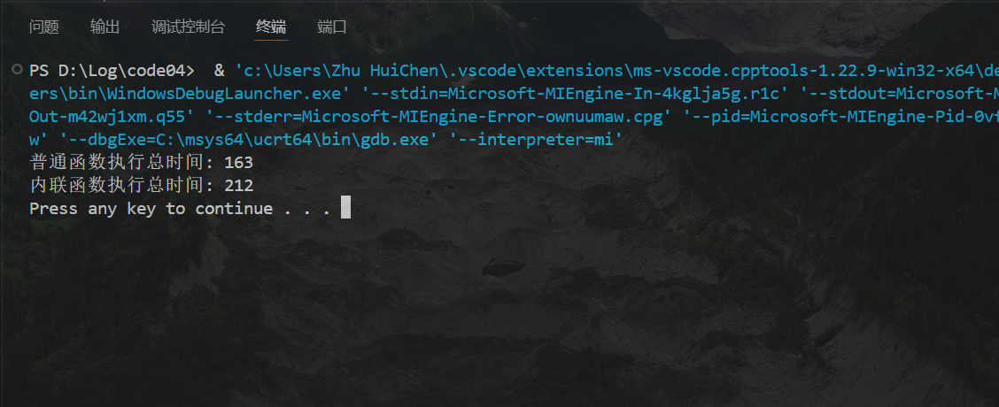 问题 输出 调试控制台 终端 端口
PS D:\Log\code04>  & 'c:\Users\Zhu HuiChen\.vscode\extensions\ms-vscode.cpptools-1.22.9-win32-x64\de
ers\bin\WindowsDebugLauncher.exe' '--stdin=Microsoft-MIEngine-In-4kglja5g.r1c' '--stdout=Microsoft-M
Out-m42wj1xm.q55' '--stderr=Microsoft-MIEngine-Error-ownuumaw.cpg' '--pid=Microsoft-MIEngine-Pid-0vf
w' '--dbgExe=C:\msys64\ucrt64\bin\gdb.exe' '--interpreter=mi'
普通函数执行总时间: 163
内联函数执行总时间: 212
Press any key to continue . . .